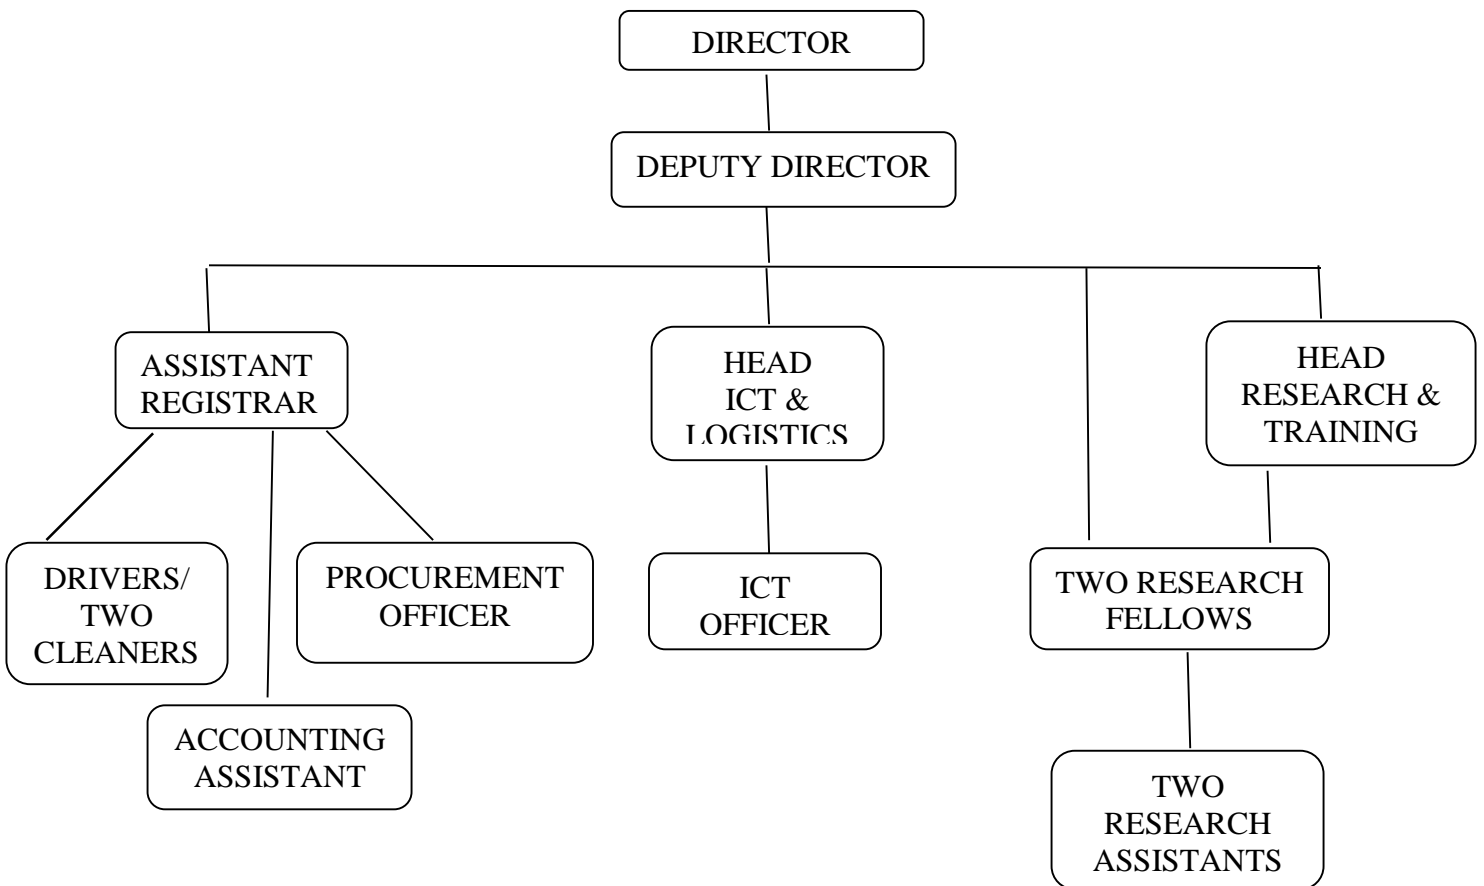 DIRECTOR
DEPUTY DIRECTOR
ASSISTANT
REGISTRAR
HEAD
ICT &
LOGISTICS
HEAD
RESEARCH &
TRAINING
DRIVERS/
TWO
CLEANERS
PROCUREMENT
OFFICER
ICT
OFFICER
TWO RESEARCH
FELLOWS
ACCOUNTING
ASSISTANT
TWO
RESEARCH
ASSISTANTS